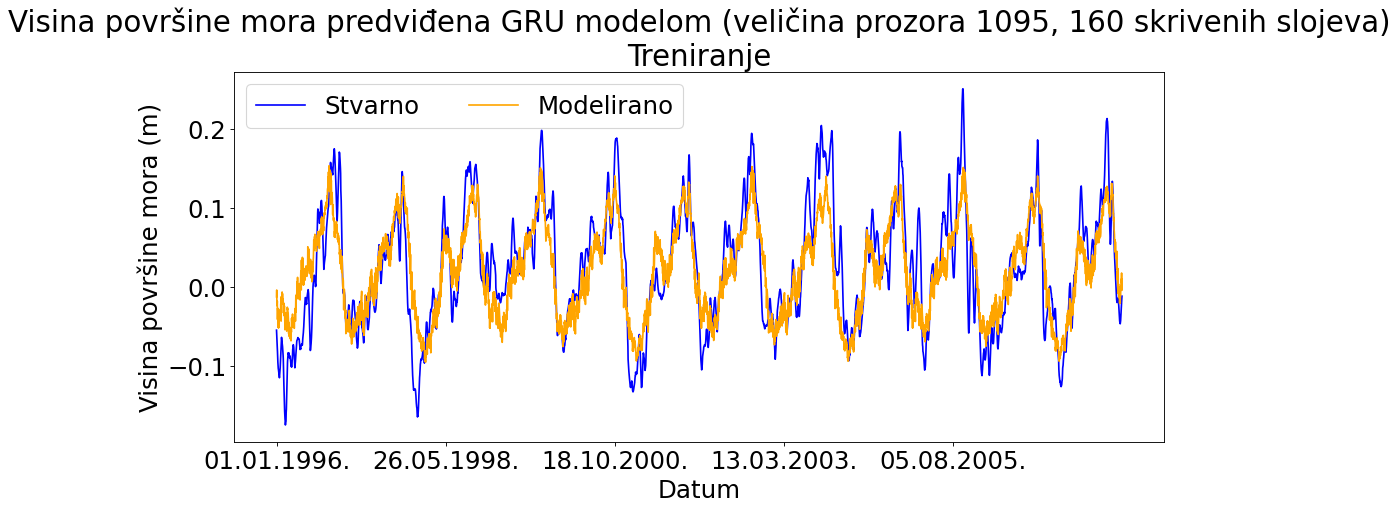 Visina površine mora predviđena GRU modelom (veličina prozora 1095, 160 skrivenih slojeva)
Treniranje
Stvarno
Modelirano
Visina površine mora (m)
0.2
0.1
0.0
−0.1
01.01.1996.
26.05.1998.
18.10.2000.
13.03.2003.
05.08.2005.
Datum